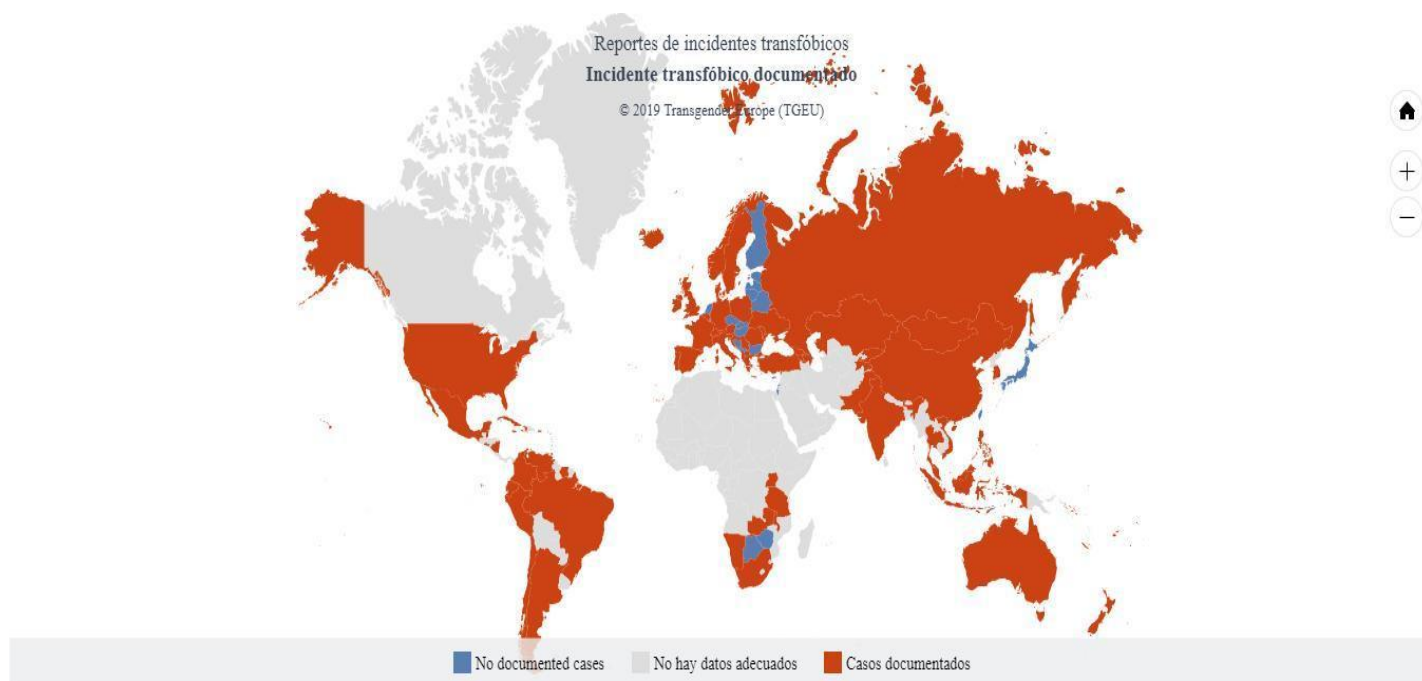 Reportes de incidentes transfóbicos
Incidente transfóbico documentado
© 2019 Transgender Europe (TGEU)
+
−
No documented cases
No hay datos adecuados
Casos documentados